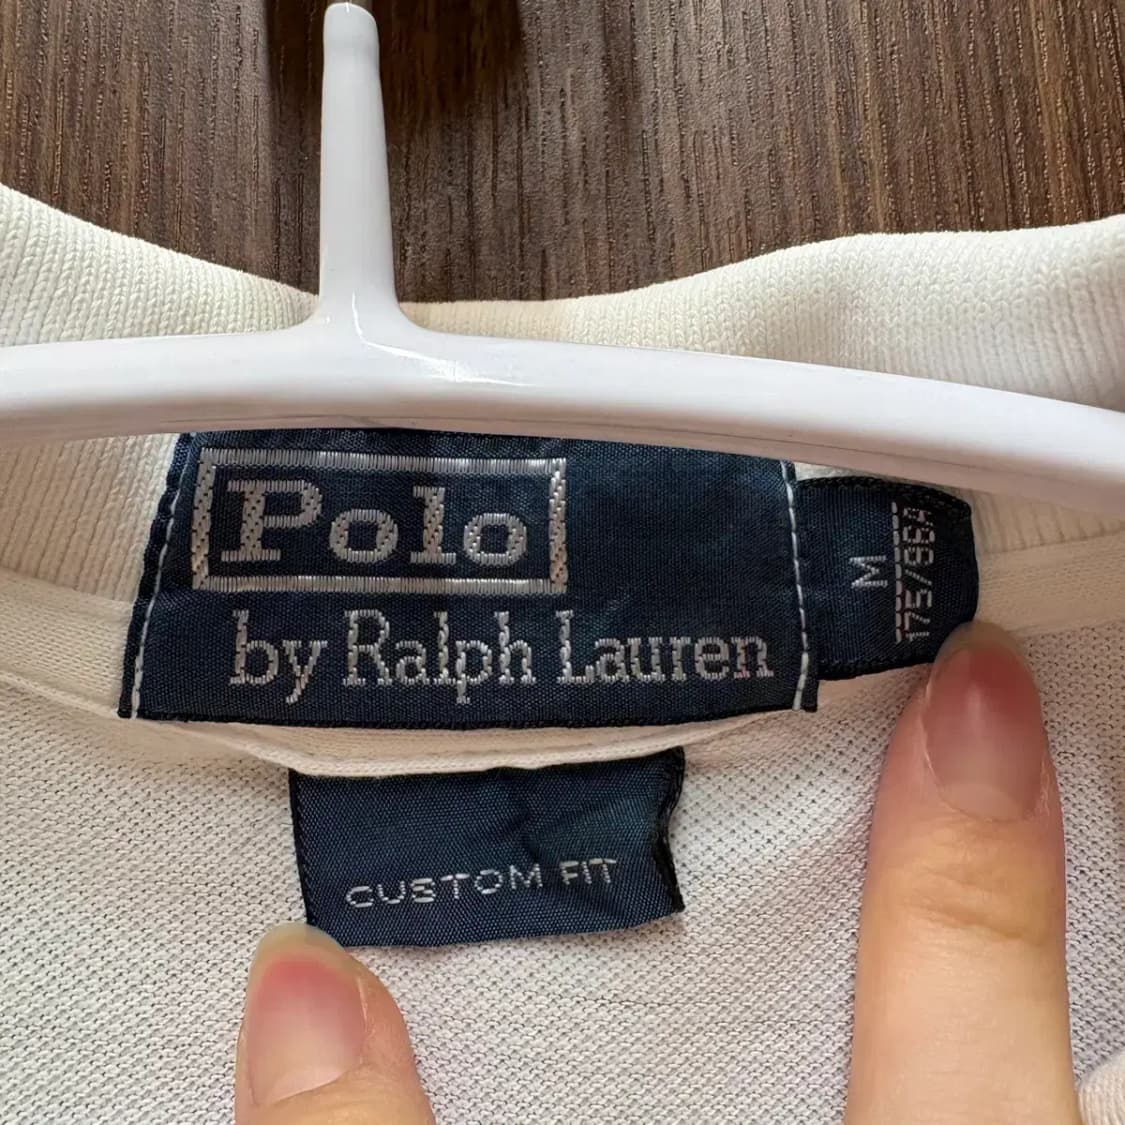 Polo
by Ralph Lauren
M
175/96A
CUSTOM FIT